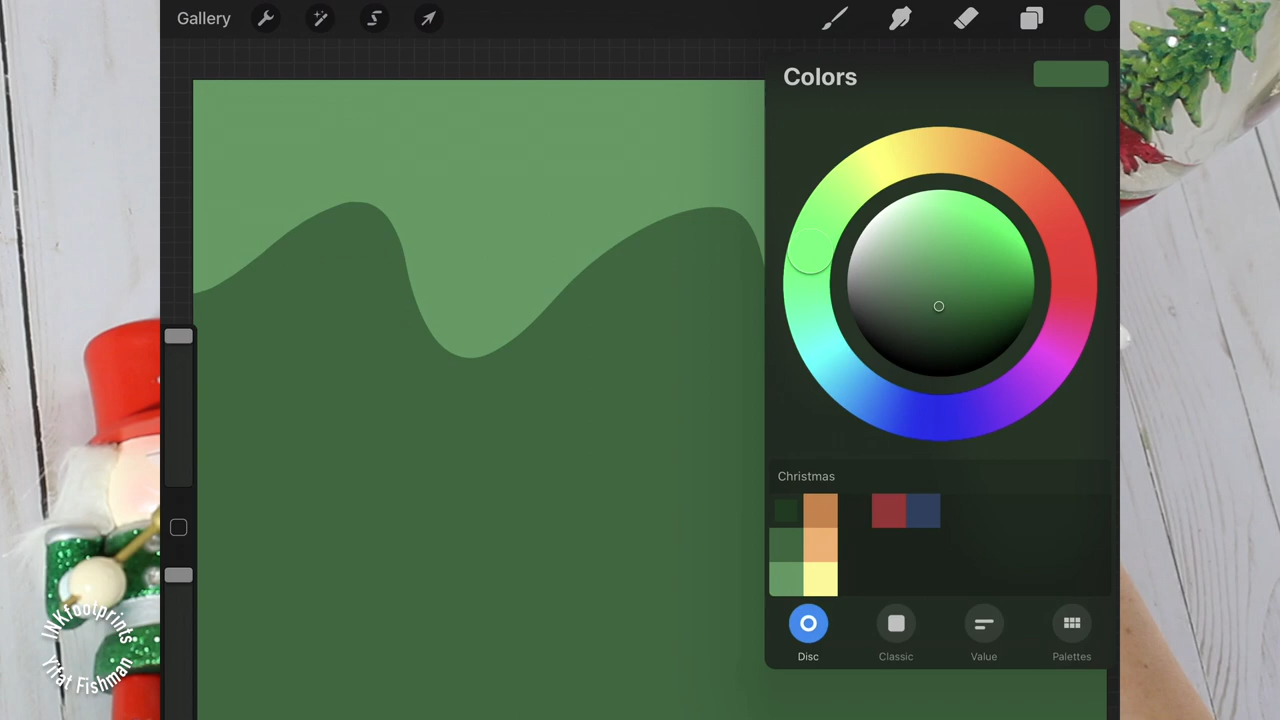 Gallery
Colors
Christmas
Disc
Classic
Value
Palettes
INKfootprints
Yifat Fishman